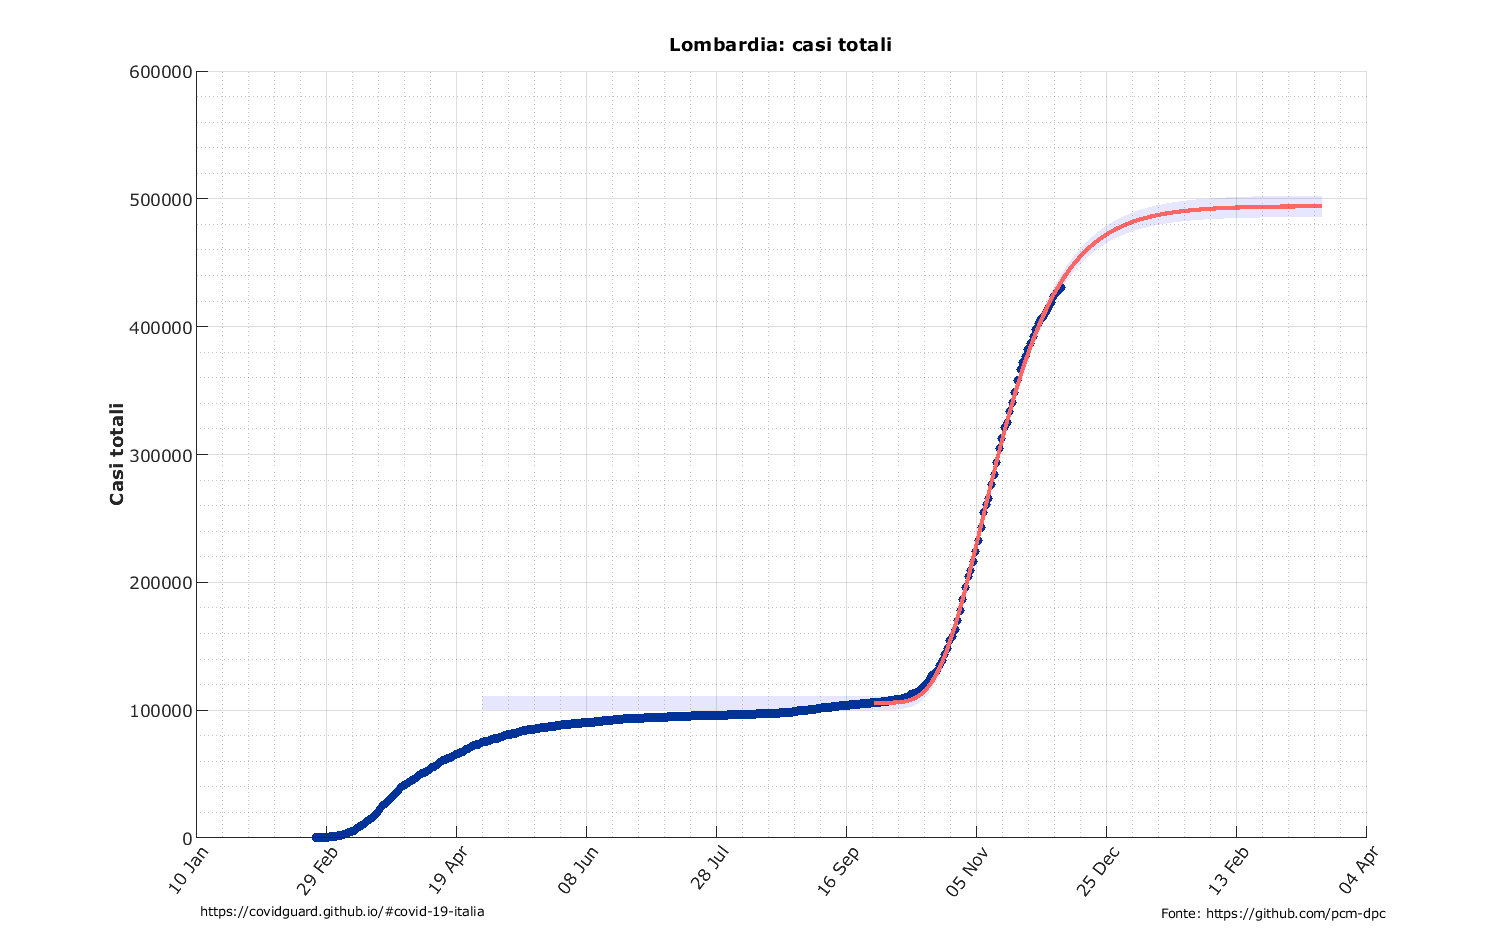 Lombardia: casi totali
600000
500000
400000
300000
200000
100000
0
Casi totali
10 Jan
29 Feb
19 Apr
08 Jun
28 Jul
16 Sep
05 Nov
25 Dec
13 Feb
04 Apr
https://covidguard.github.io/#covid-19-italia
Fonte: https://github.com/pcm-dpc